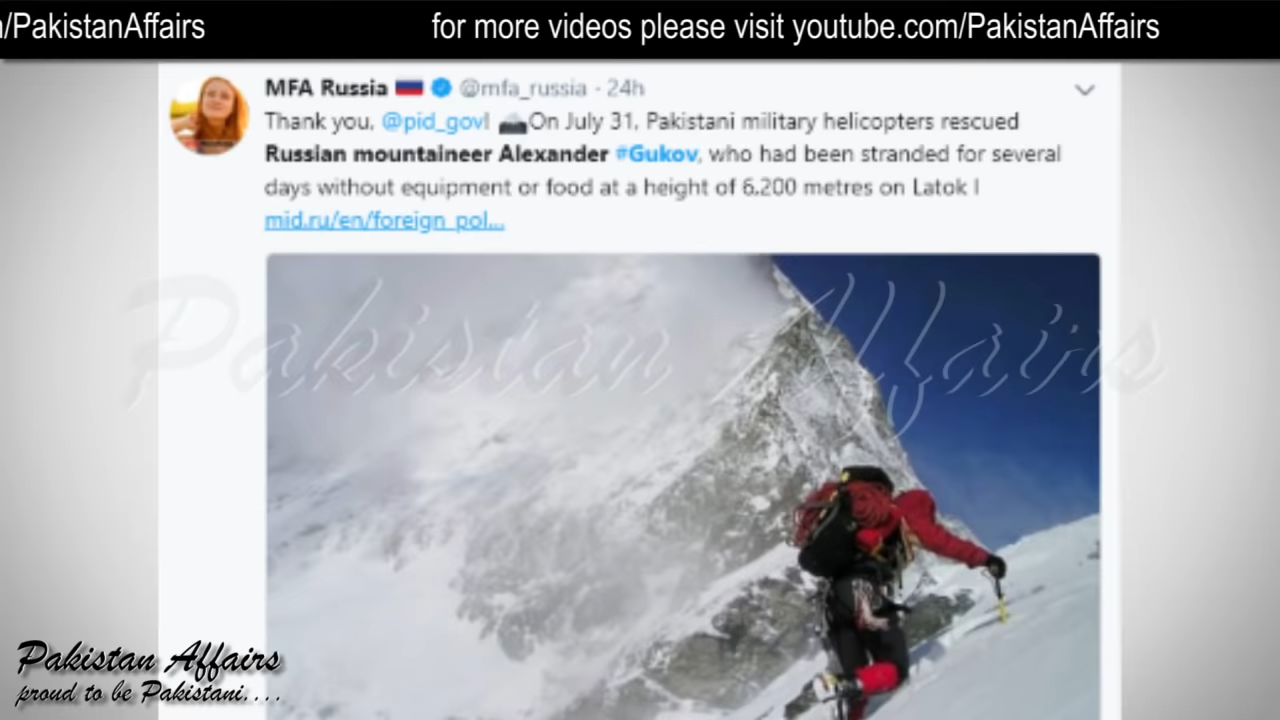 /PakistanAffairs for more videos please visit youtube.com/PakistanAffairs
MFA Russia @mfa_russia · 24h
Thank you, @pid_gov! On July 31, Pakistani military helicopters rescued
Russian mountaineer Alexander #Gukov, who had been stranded for several
days without equipment or food at a height of 6,200 metres on Latok I
mid.ru/en/foreign_pol...
Pakistan Affairs
Pakistan Affairs
proud to be Pakistani....